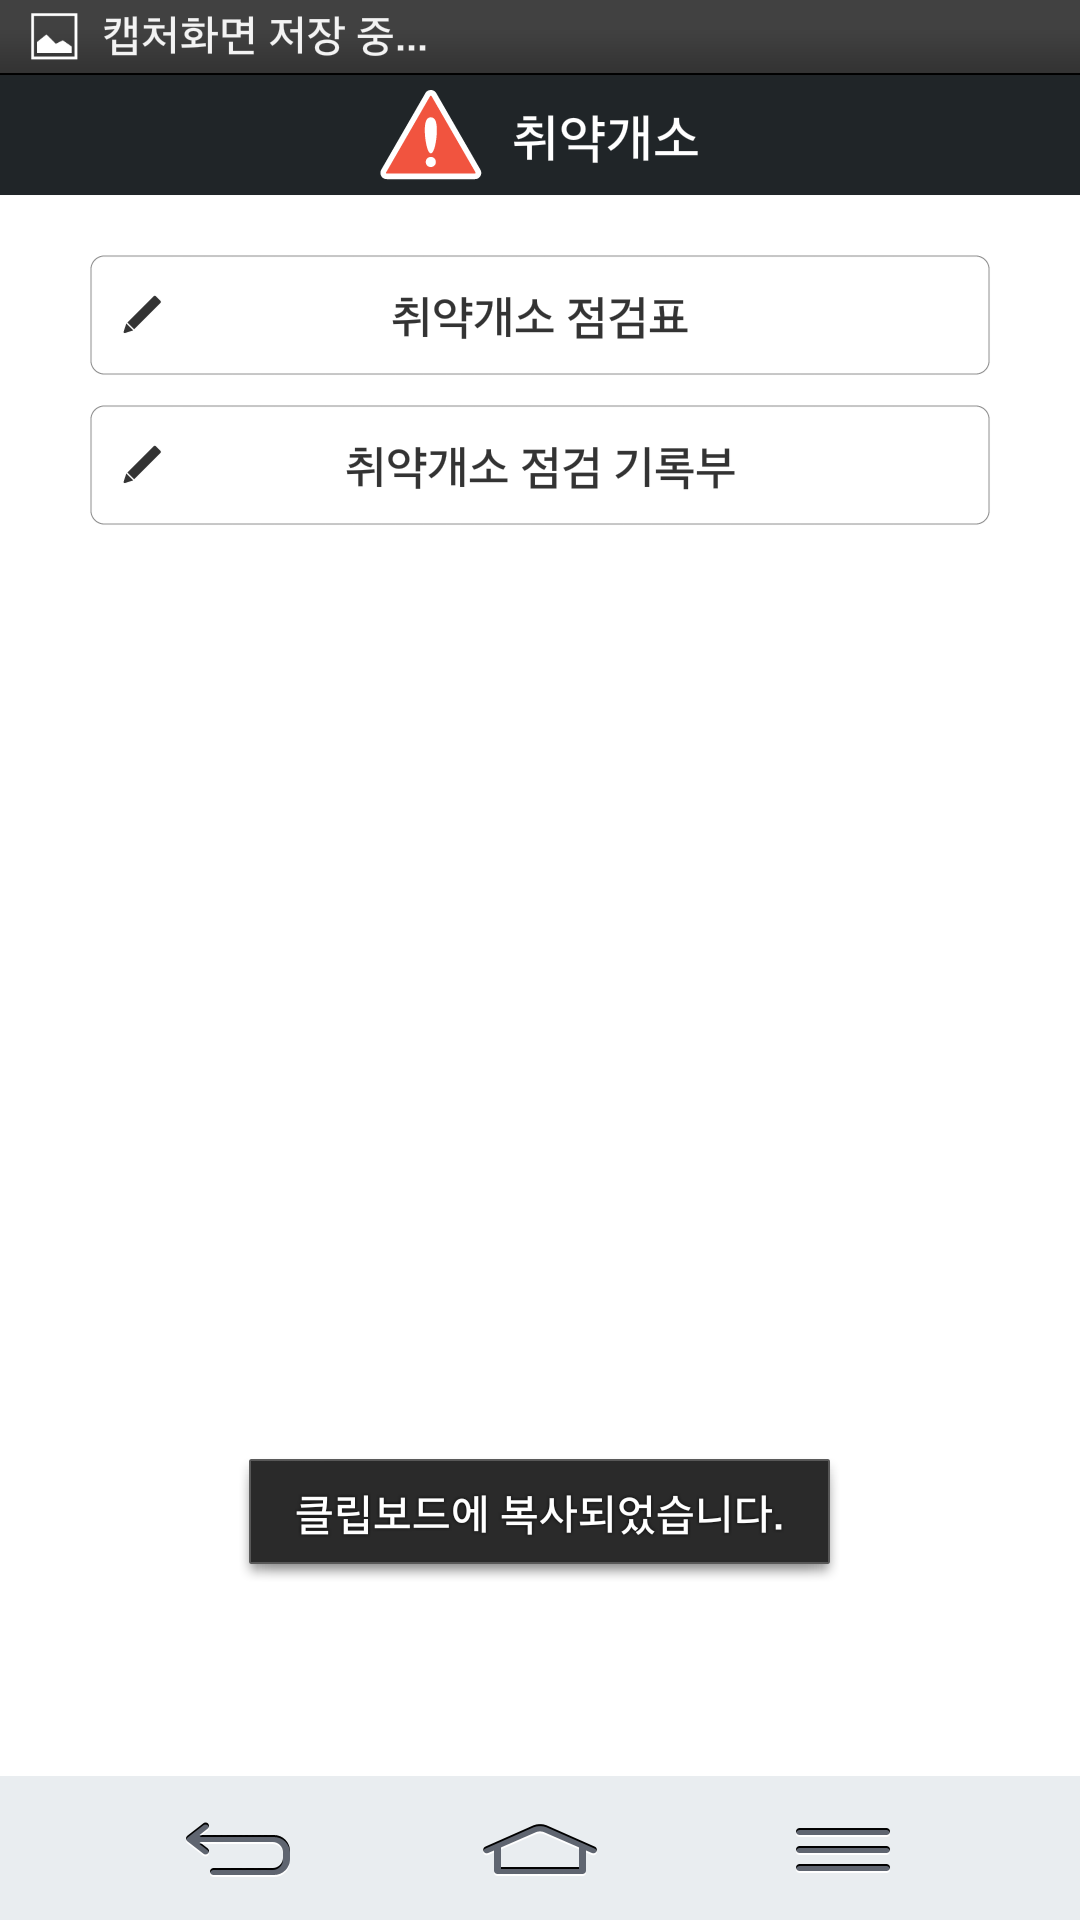 캡처화면 저장 중...
취약개소
취약개소 점검표
취약개소 점검 기록부
클립보드에 복사되었습니다.